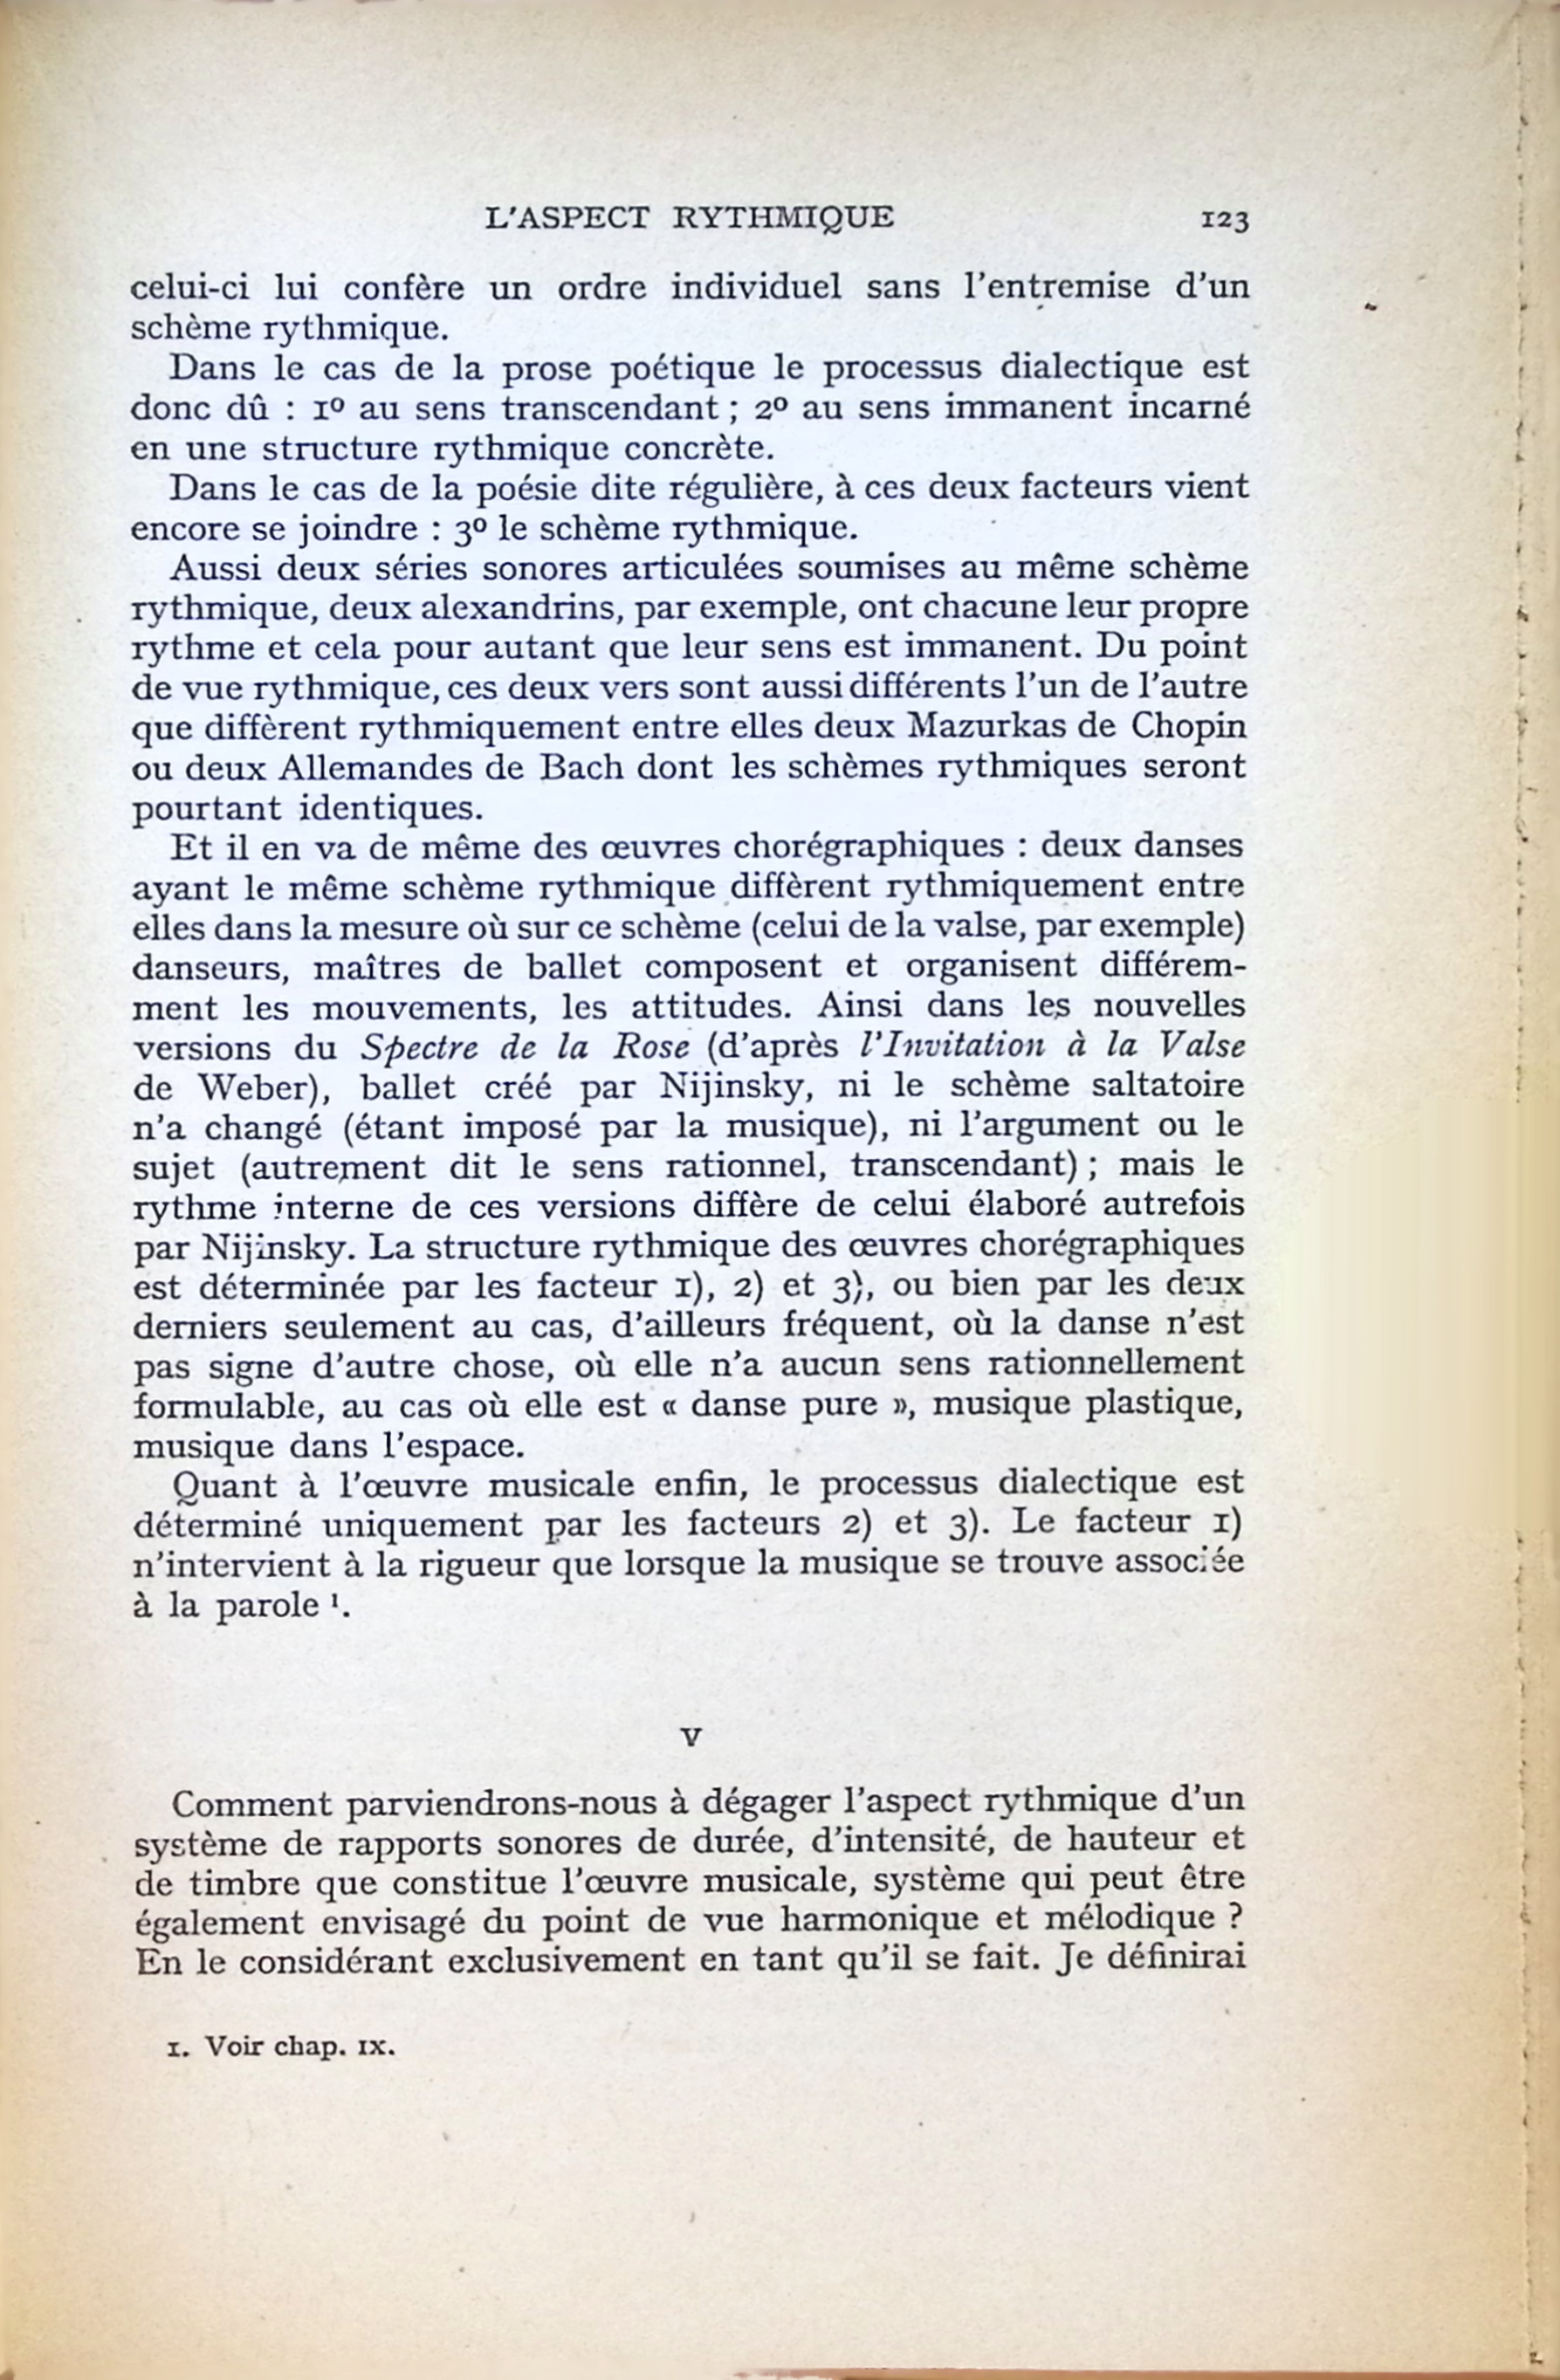 L'ASPECT RYTHMIQUE 123
celui-ci lui confère un ordre individuel sans l'entremise d'un
schème rythmique.
Dans le cas de la prose poétique le processus dialectique est
donc dû : 1º au sens transcendant ; 2º au sens immanent incarné
en une structure rythmique concrète.
Dans le cas de la poésie dite régulière, à ces deux facteurs vient
encore se joindre : 3º le schème rythmique.
Aussi deux séries sonores articulées soumises au même schème
rythmique, deux alexandrins, par exemple, ont chacune leur propre
rythme et cela pour autant que leur sens est immanent. Du point
de vue rythmique, ces deux vers sont aussi différents l'un de l'autre
que diffèrent rythmiquement entre elles deux Mazurkas de Chopin
ou deux Allemandes de Bach dont les schèmes rythmiques seront
pourtant identiques.
Et il en va de même des œuvres chorégraphiques : deux danses
ayant le même schème rythmique diffèrent rythmiquement entre
elles dans la mesure où sur ce schème (celui de la valse, par exemple)
danseurs, maîtres de ballet composent et organisent différem-
ment les mouvements, les attitudes. Ainsi dans les nouvelles
versions du Spectre de la Rose (d'après l'Invitation à la Valse
de Weber), ballet créé par Nijinsky, ni le schème saltatoire
n'a changé (étant imposé par la musique), ni l'argument ou le
sujet (autrement dit le sens rationnel, transcendant) ; mais le
rythme interne de ces versions diffère de celui élaboré autrefois
par Nijinsky. La structure rythmique des œuvres chorégraphiques
est déterminée par les facteur 1), 2) et 3), ou bien par les deux
derniers seulement au cas, d'ailleurs fréquent, où la danse n'est
pas signe d'autre chose, où elle n'a aucun sens rationnellement
formulable, au cas où elle est « danse pure », musique plastique,
musique dans l'espace.
Quant à l'œuvre musicale enfin, le processus dialectique est
déterminé uniquement par les facteurs 2) et 3). Le facteur 1)
n'intervient à la rigueur que lorsque la musique se trouve associée
à la parole ¹.
V
Comment parviendrons-nous à dégager l'aspect rythmique d'un
système de rapports sonores de durée, d'intensité, de hauteur et
de timbre que constitue l'œuvre musicale, système qui peut être
également envisagé du point de vue harmonique et mélodique ?
En le considérant exclusivement en tant qu'il se fait. Je définirai
1. Voir chap. IX.